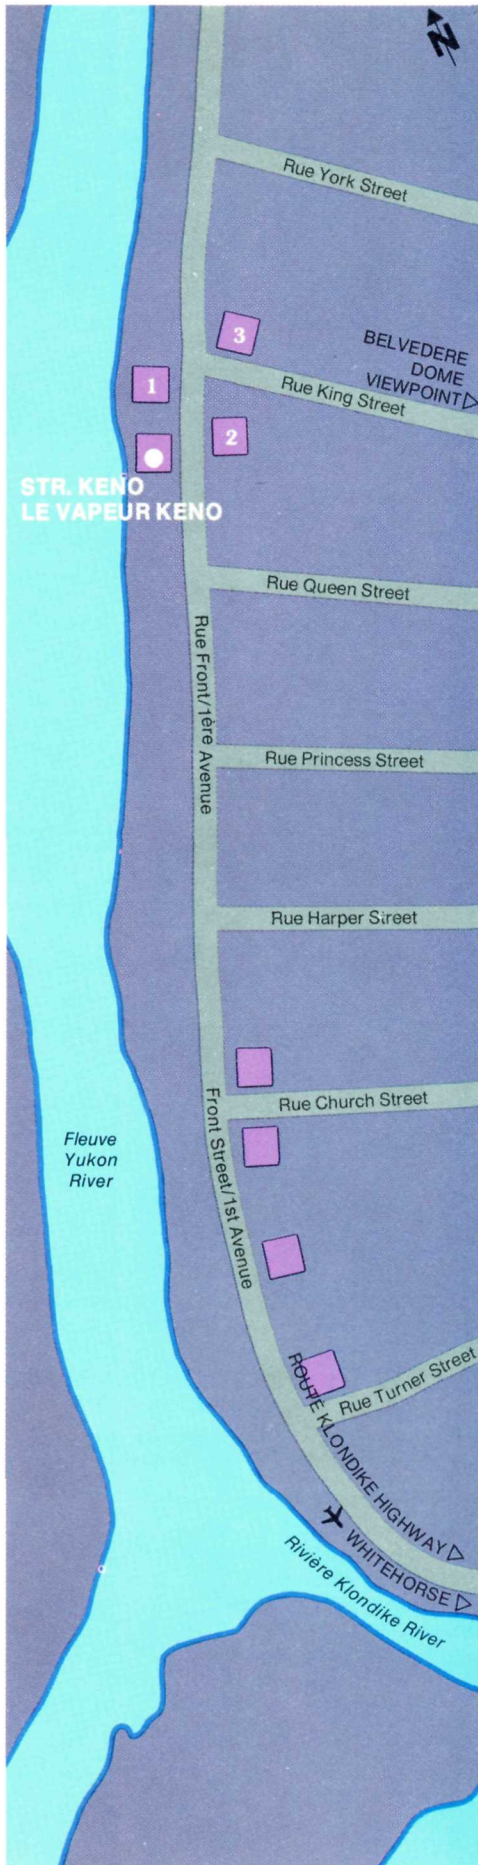 N
Rue York Street
3
BELVEDERE
DOME
VIEWPOINT
1
Rue King Street
2
STR. KENO
LE VAPEUR KENO
Rue Queen Street
Rue Front/1ère Avenue
Rue Princess Street
Rue Harper Street
Rue Church Street
Front Street/1st Avenue
Fleuve
Yukon
River
Rue Turner Street
ROUTE KLONDIKE HIGHWAY
WHITEHORSE
Rivière Klondike River